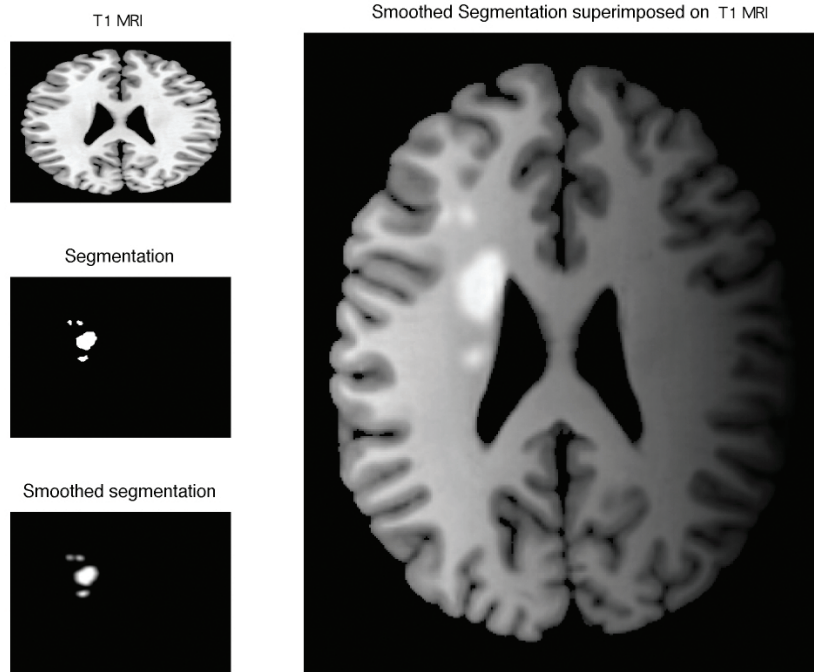 T1 MRI
Smoothed Segmentation superimposed on T1 MRI
Segmentation
Smoothed segmentation